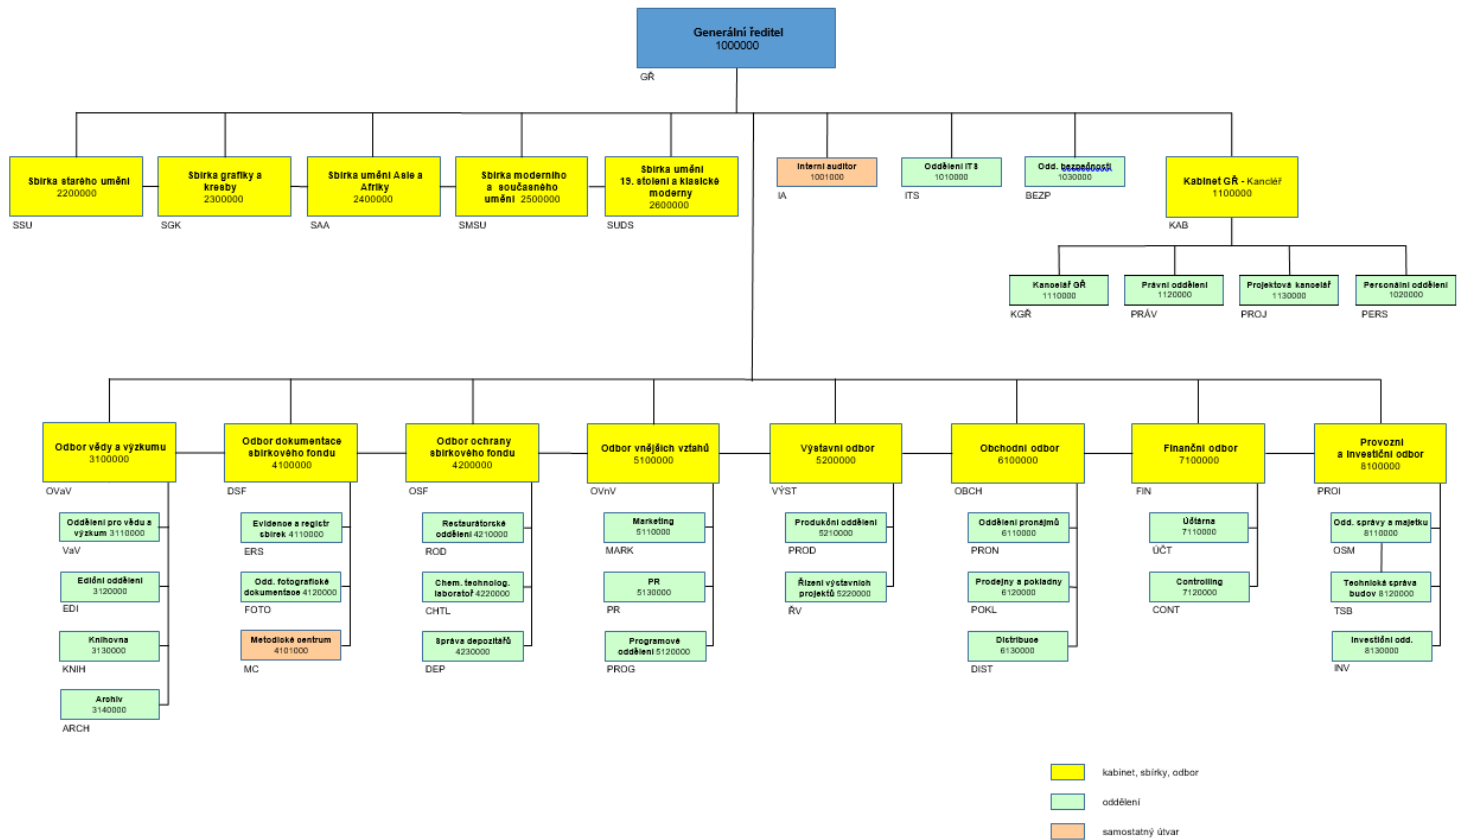 Generální ředitel
1000000
GŘ
Sbírka starého umění
2200000
SSU
Sbírka grafiky a
kresby
2300000
SGK
Sbírka umění Asie a
Afriky
2400000
SAA
Sbírka moderního
a současného
umění 2500000
SMSU
Sbírka umění
19. století a klasické
moderny
2600000
SUDS
Interní auditor
1001000
IA
Oddělení ITS
1010000
ITS
Odd. bezpečnosti
1030000
BEZP
Kabinet GŘ - Kancléř
1100000
KAB
Kancelář GŘ
1110000
KGŘ
Právní oddělení
1120000
PRÁV
Projektová kancelář
1130000
PROJ
Personální oddělení
1020000
PERS
Odbor vědy a výzkumu
3100000
OVaV
Odbor dokumentace
sbírkového fondu
4100000
DSF
Odbor ochrany
sbírkového fondu
4200000
OSF
Odbor vnějších vztahů
5100000
OVnV
Výstavní odbor
5200000
VÝST
Obchodní odbor
6100000
OBCH
Finanční odbor
7100000
FIN
Provozní
a investiční odbor
8100000
PROI
Oddělení pro vědu a
výzkum 3110000
VaV
Ediční oddělení
3120000
EDI
Knihovna
3130000
KNIH
Archiv
3140000
ARCH
Evidence a registr
sbírek 4110000
ERS
Odd. fotografické
dokumentace 4120000
FOTO
Metodické centrum
4101000
MC
Restaurátorské
oddělení 4210000
ROD
Chem. technolog.
laboratoř 4220000
CHTL
Správa depozitářů
4230000
DEP
Marketing
5110000
MARK
PR
5130000
PR
Programové
oddělení 5120000
PROG
Produkční oddělení
5210000
PROD
Řízení výstavních
projektů 5220000
ŘV
Oddělení pronájmů
6110000
PRON
Prodejny a pokladny
6120000
POKL
Distribuce
6130000
DIST
Účtárna
7110000
ÚČT
Controlling
7120000
CONT
Odd. správy a majetku
8110000
OSM
Technická správa
budov 8120000
TSB
Investiční odd.
8130000
INV
kabinet, sbírky, odbor
oddělení
samostatný útvar